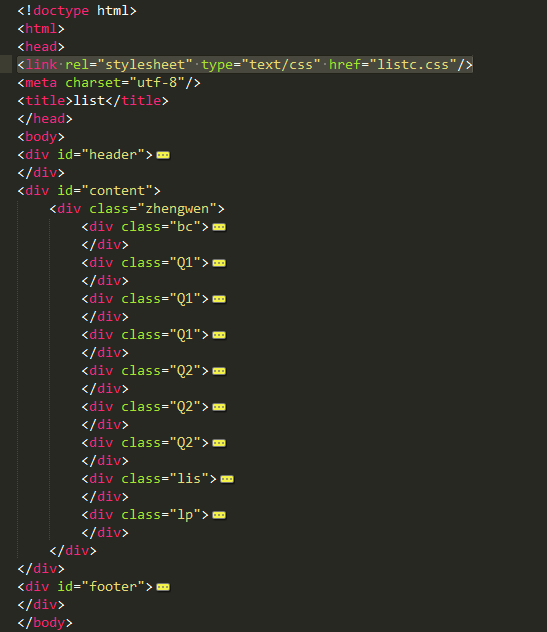 <!doctype html>
<html>
<head>
<link rel="stylesheet" type="text/css" href="listc.css"/>
<meta charset="utf-8"/>
<title>list</title>
</head>
<body>
<div id="header">
</div>
<div id="content">
    <div class="zhengwen">
        <div class="bc">
        </div>
        <div class="Q1">
        </div>
        <div class="Q1">
        </div>
        <div class="Q1">
        </div>
        <div class="Q2">
        </div>
        <div class="Q2">
        </div>
        <div class="Q2">
        </div>
        <div class="lis">
        </div>
        <div class="lp">
        </div>
    </div>
</div>
<div id="footer">
</div>
</body>